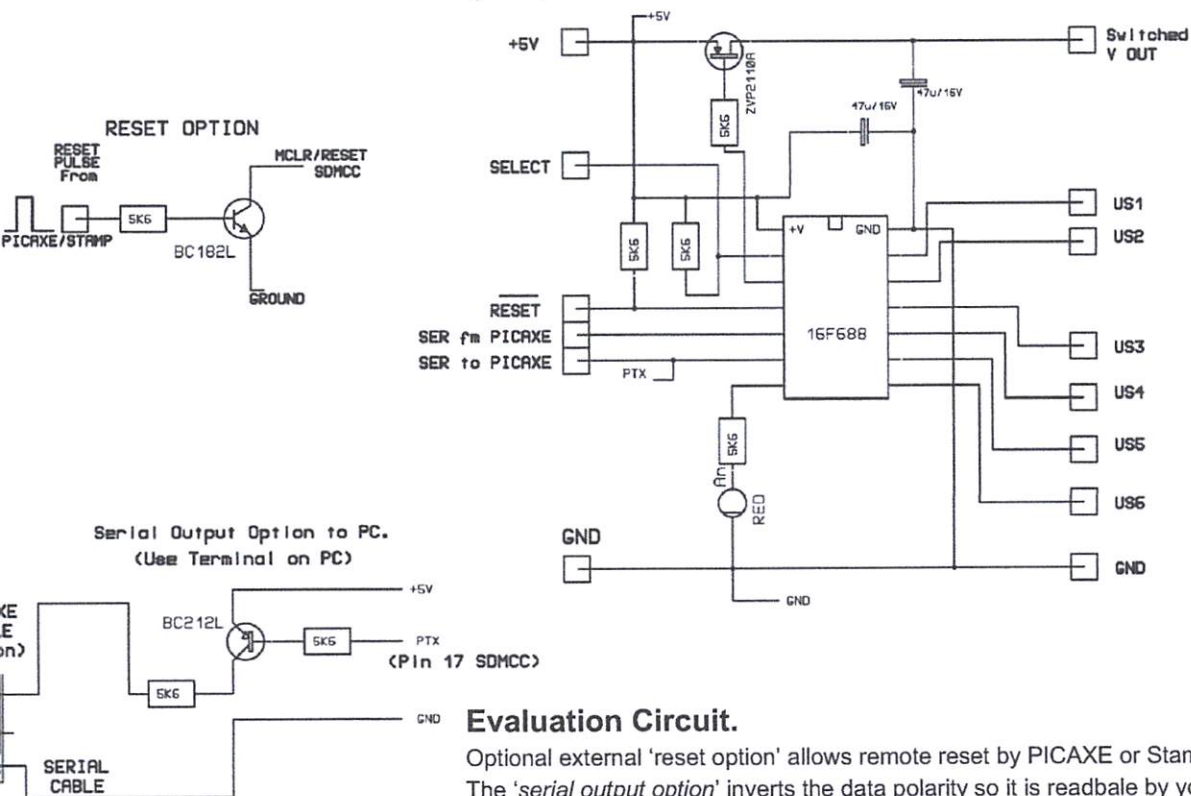 +5V
+5V
Switched
V OUT
ZVP2110A
5K6
47u/16V
47u/16V
RESET OPTION
RESET
PULSE
From
MCLR/RESET
SDMCC
5K6
PICAXE/STAMP
BC182L
GROUND
SELECT
5K6
5K6
+V
GND
16F688
US1
US2
US3
US4
US5
US6
RESET
SER fm PICAXE
SER to PICAXE
PTX
5K6
An
RED
GND
GND
GND
Serial Output Option to PC.
(Use Terminal on PC)
+5V
BC212L
5K6
PTX
(Pin 17 SDMCC)
5K6
GND
SERIAL
CABLE
Evaluation Circuit.
Optional external 'reset option' allows remote reset by PICAXE or
The 'serial output option' inverts the data polarity so it is readbale by